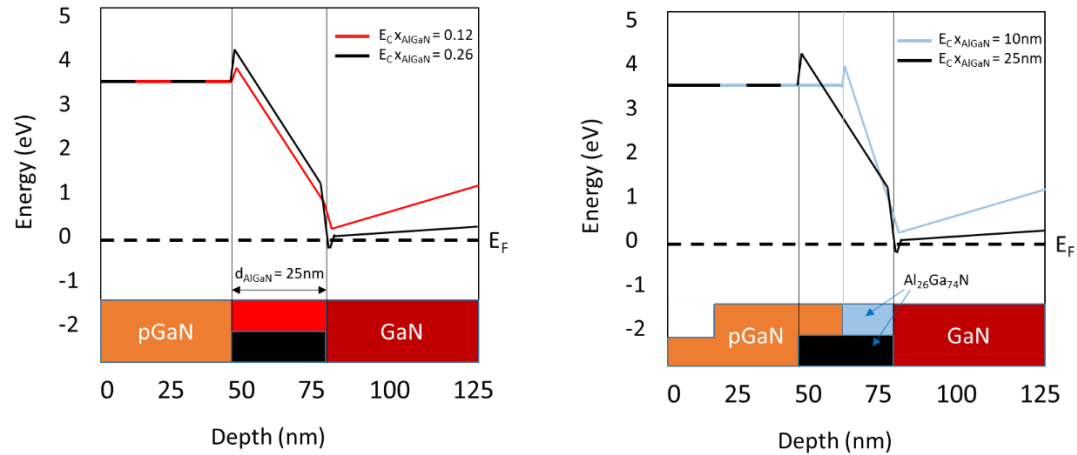 5
4
3
2
1
0
-1
-2
Energy (eV)
E_C x_AlGaN = 0.12
E_C x_AlGaN = 0.26
E_F
d_AlGaN = 25nm
pGaN
GaN
0 25 50 75 100 125
Depth (nm)
5
4
3
2
1
0
-1
-2
Energy (eV)
E_C x_AlGaN = 10nm
E_C x_AlGaN = 25nm
E_F
Al_26Ga_74N
pGaN
GaN
0 25 50 75 100 125
Depth (nm)